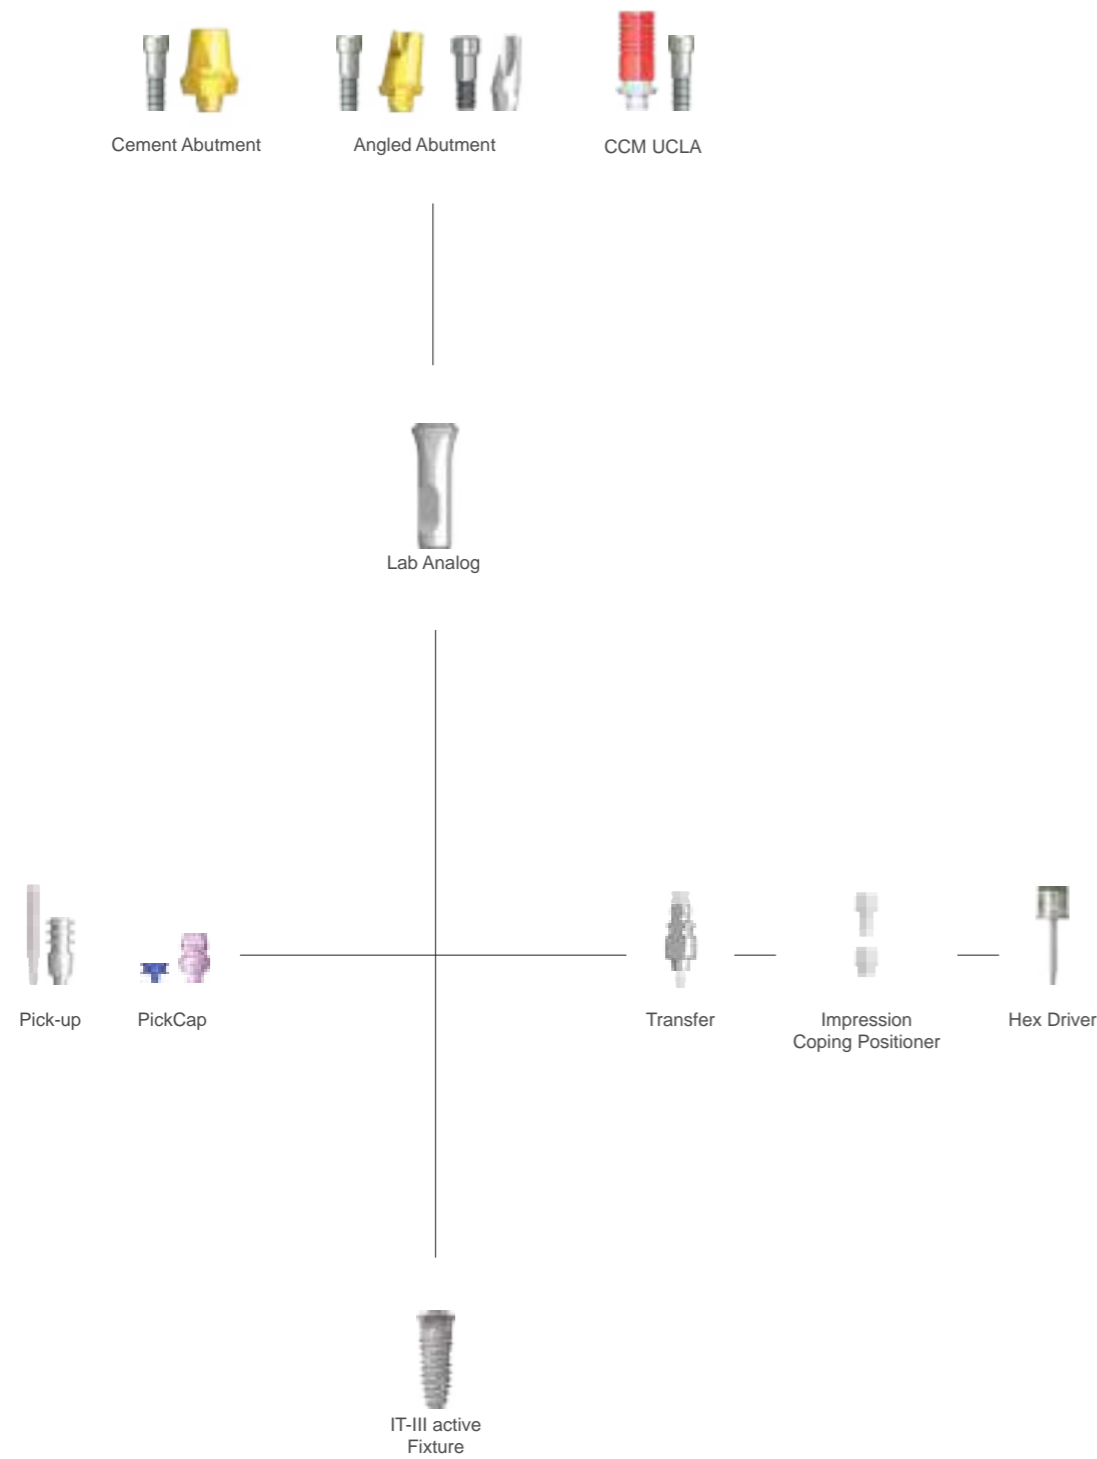 Cement Abutment
Angled Abutment
CCM UCLA
Lab Analog
Pick-up
PickCap
Transfer
Impression
Coping Positioner
Hex Driver
IT-III active
Fixture